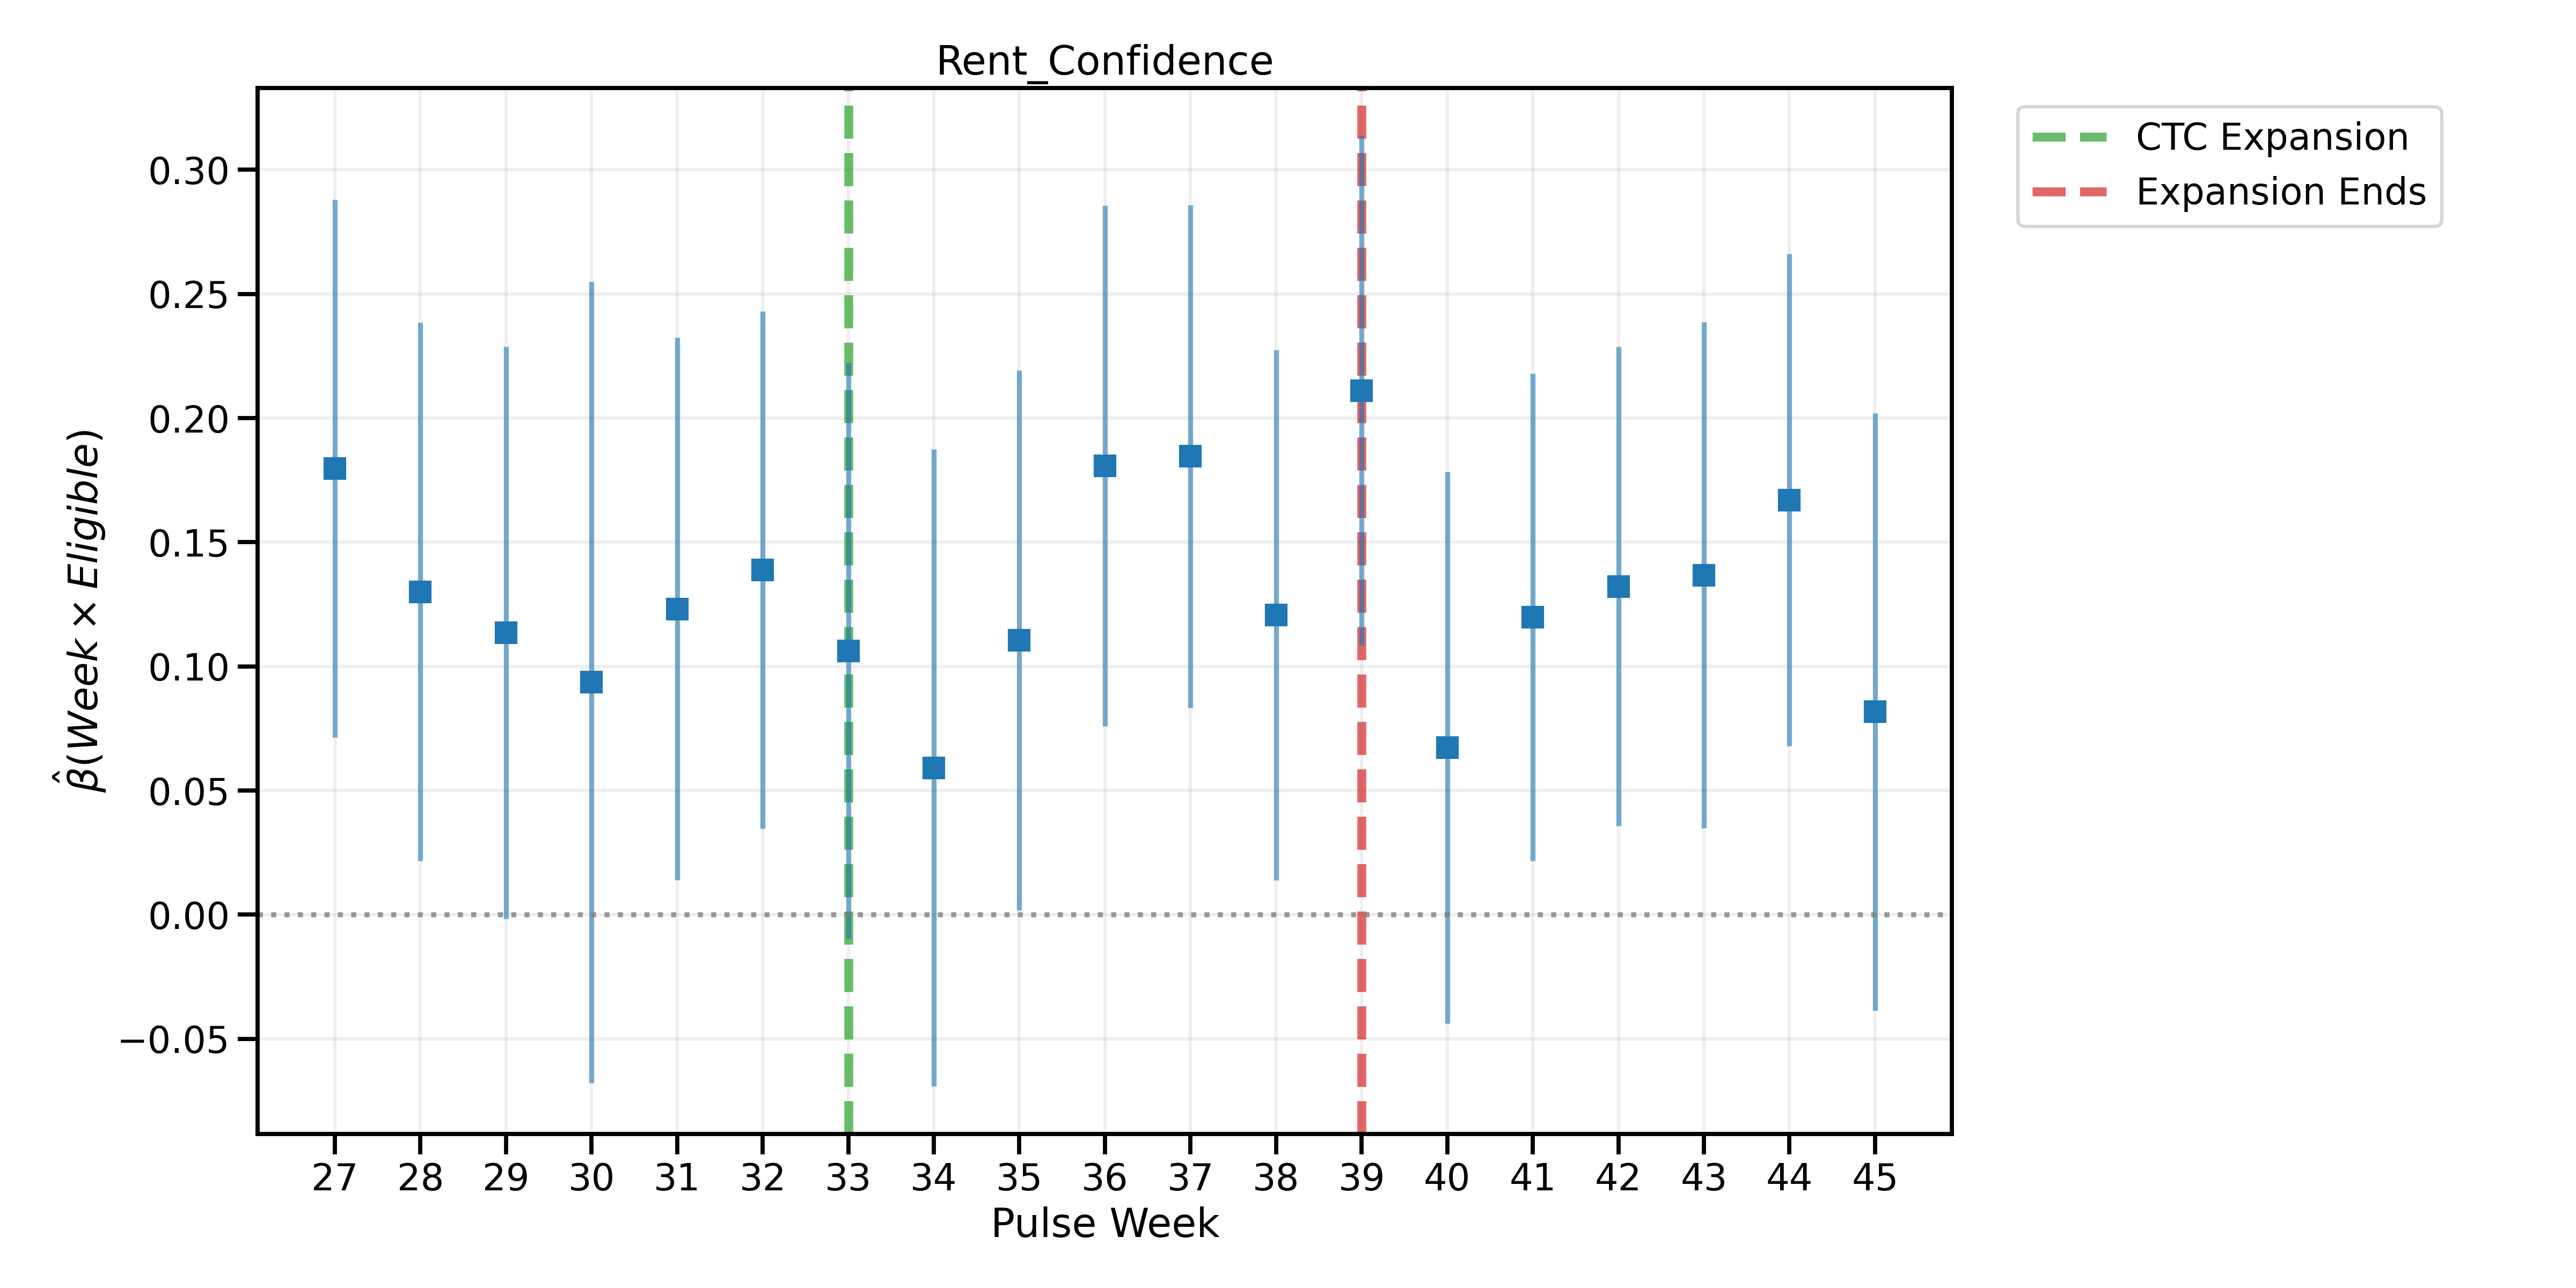 Rent_Confidence
CTC Expansion
Expansion Ends
0.30
0.25
0.20
0.15
0.10
0.05
0.00
−0.05
β̂(Week × Eligible)
27 28 29 30 31 32 33 34 35 36 37 38 39 40 41 42 43 44 45
Pulse Week